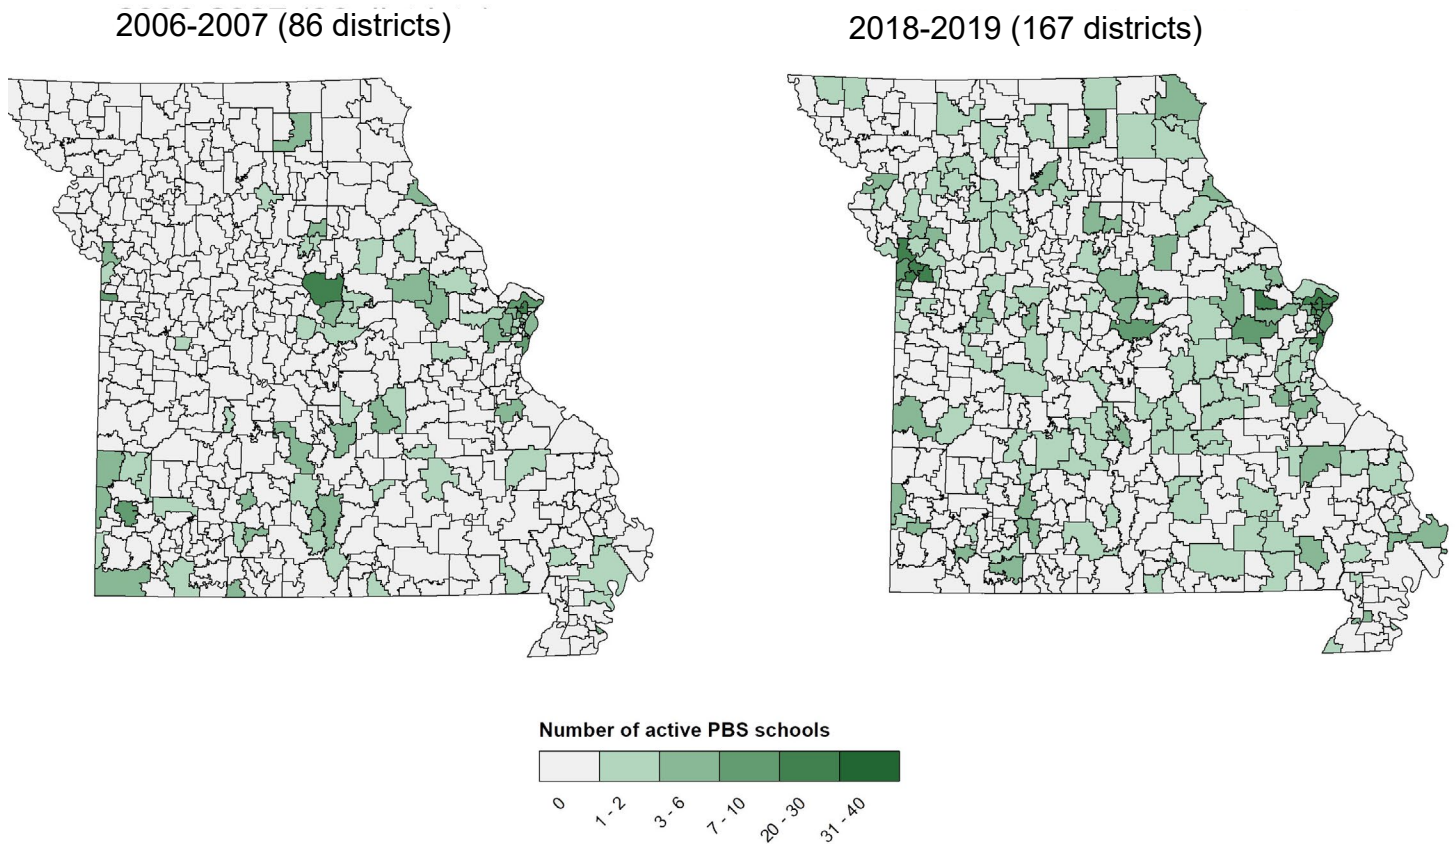 2006-2007 (86 districts)
2018-2019 (167 districts)
Number of active PBS schools
0
1 - 2
3 - 6
7 - 10
20 - 30
31 - 40